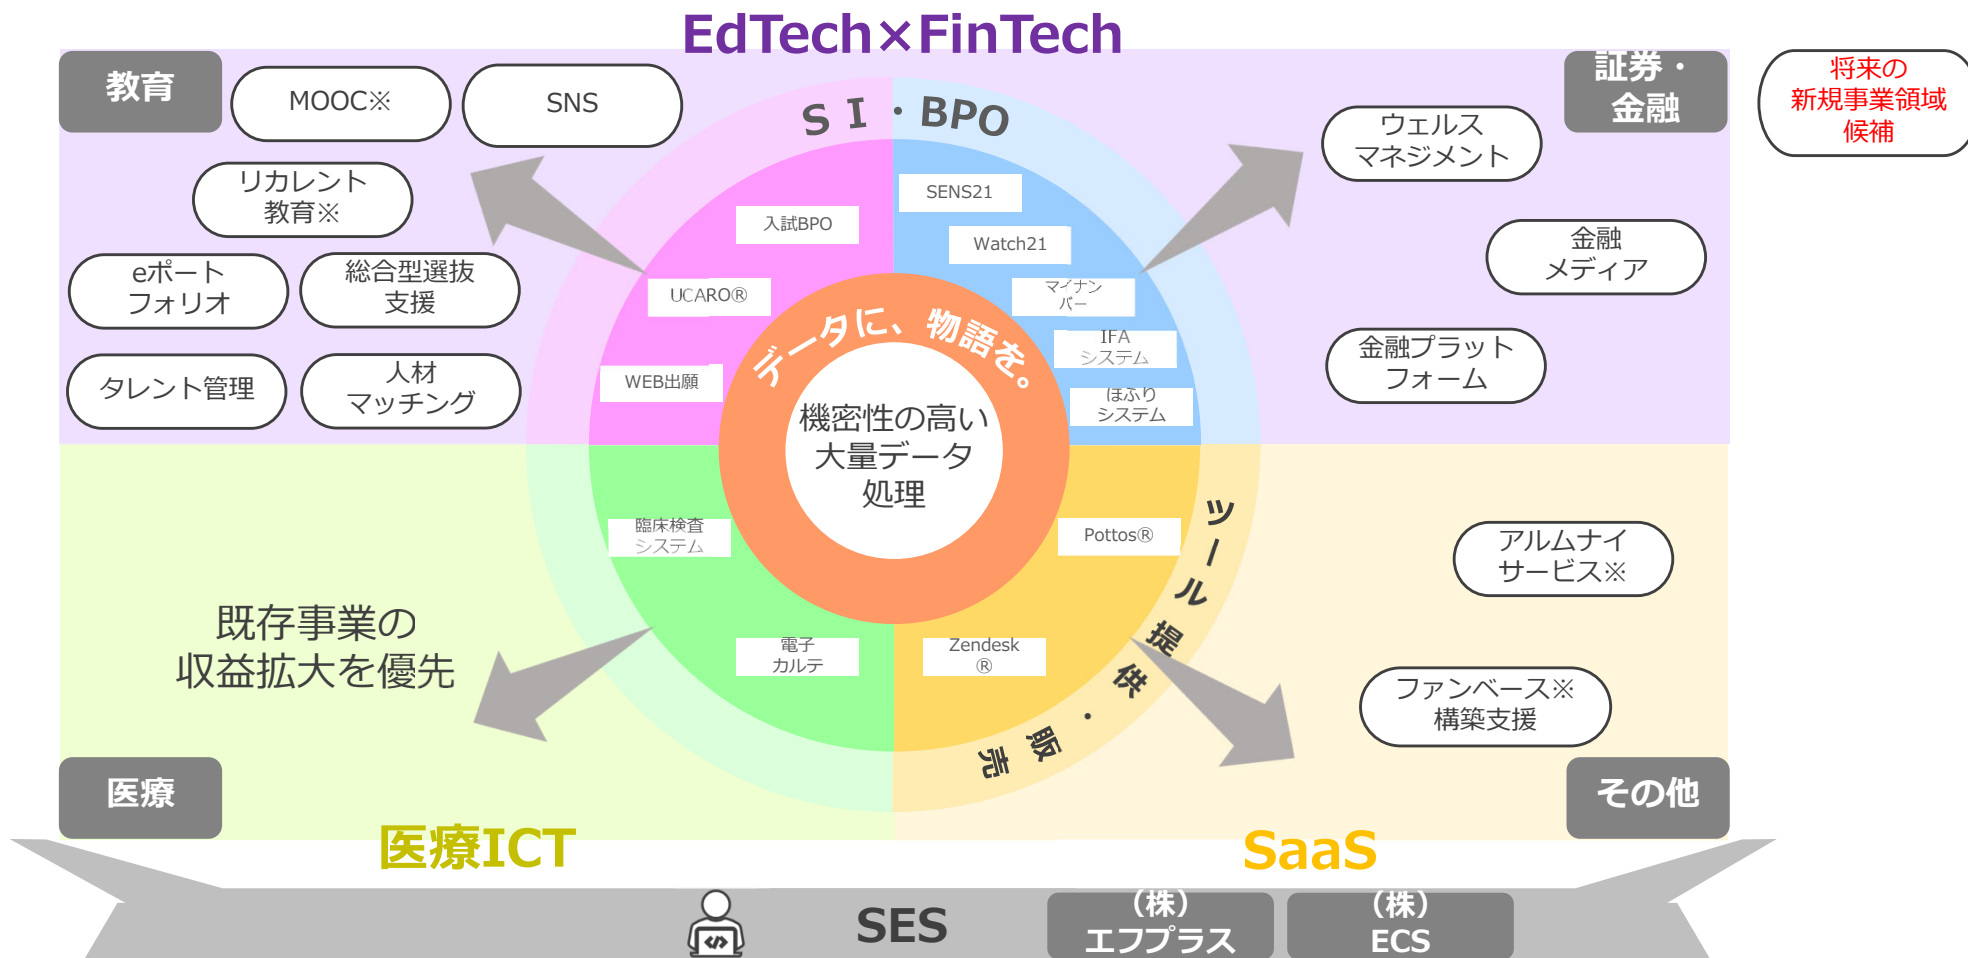 EdTech×FinTech
教育
MOOC※
SNS
リカレント
教育※
eポート
フォリオ
総合型選抜
支援
タレント管理
人材
マッチング
証券・
金融
将来の
新規事業領域
候補
ウェルス
マネジメント
金融
メディア
金融プラット
フォーム
ＳＩ・BPO
入試BPO
UCARO®
WEB出願
SENS21
Watch21
マイナン
バー
IFA
システム
ほふり
システム
データに、物語を。
機密性の高い
大量データ
処理
臨床検査
システム
電子
カルテ
Pottos®
Zendesk
®
ツール提供・販売
既存事業の
収益拡大を優先
アルムナイ
サービス※
ファンベース※
構築支援
医療
その他
医療ICT
SaaS
SES
（株）
エフプラス
（株）
ECS